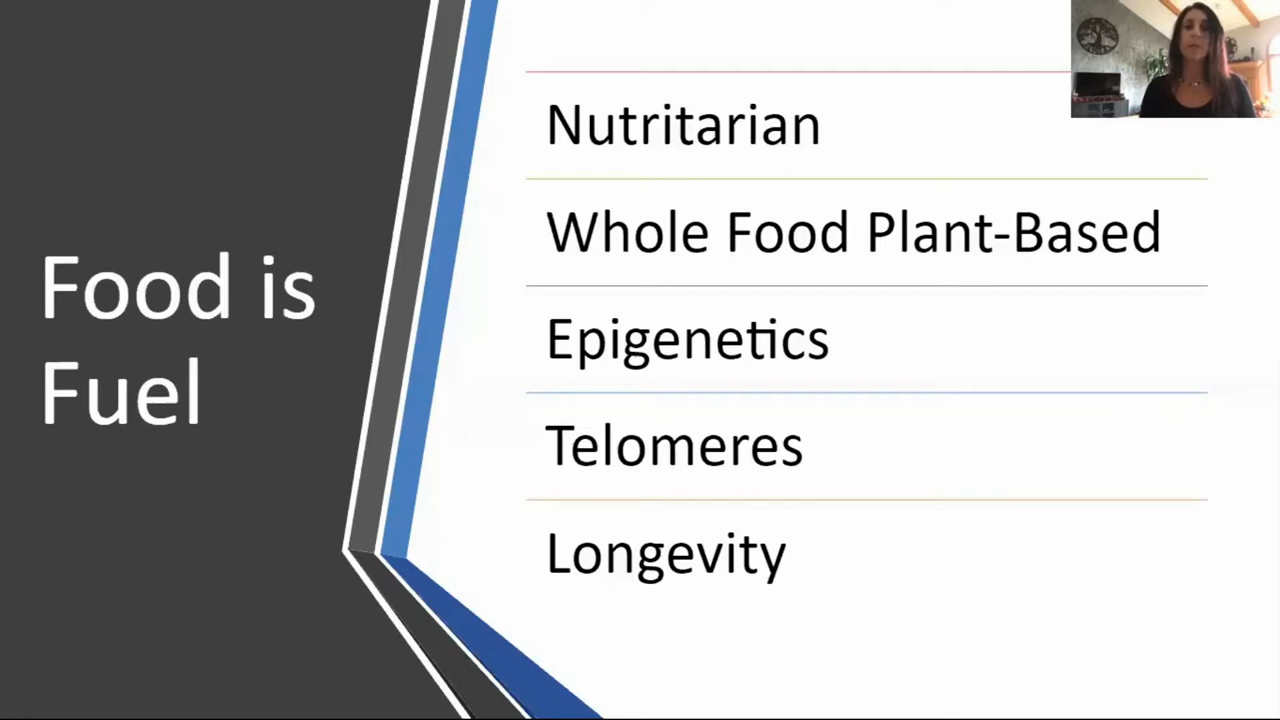 Food is
Fuel
Nutritarian
Whole Food Plant-Based
Epigenetics
Telomeres
Longevity